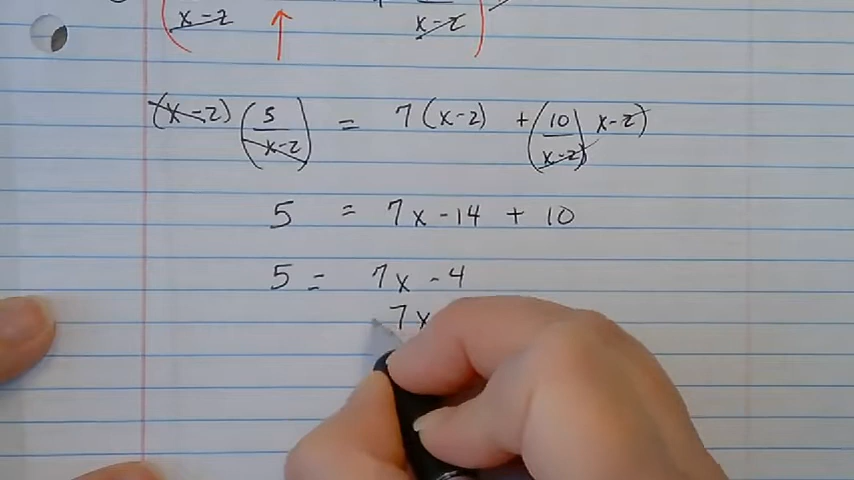 x-2 x-2
(x-2) (5/x-2) = 7(x-2) + (10/x-2) x-2)
5 = 7x -14 + 10
5 = 7x - 4
7x